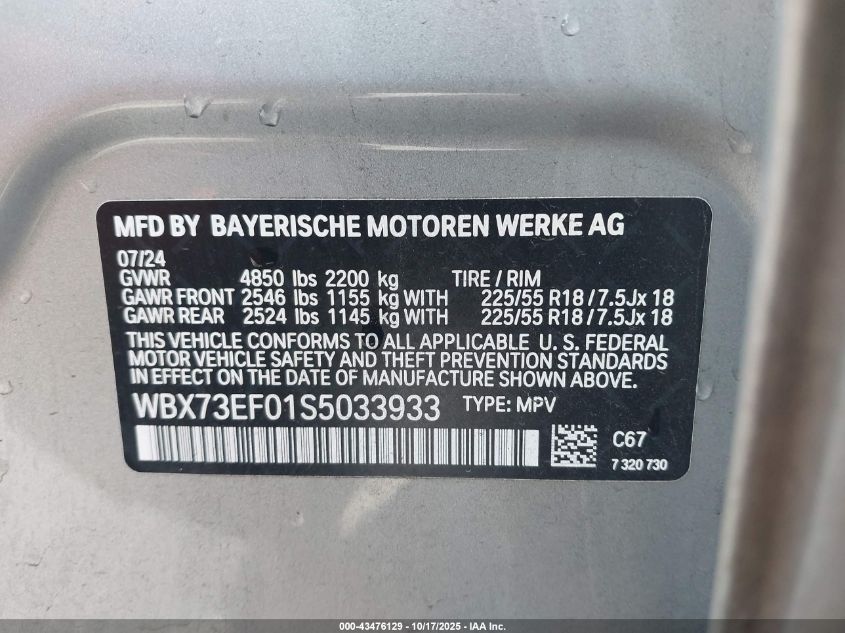 MFD BY BAYERISCHE MOTOREN WERKE AG
07/24
GVWR 4850 lbs 2200 kg TIRE / RIM
GAWR FRONT 2546 lbs 1155 kg WITH 225/55 R18 / 7.5Jx 18
GAWR REAR 2524 lbs 1145 kg WITH 225/55 R18 / 7.5Jx 18
THIS VEHICLE CONFORMS TO ALL APPLICABLE U. S. FEDERAL
MOTOR VEHICLE SAFETY AND THEFT PREVENTION STANDARDS
IN EFFECT ON THE DATE OF MANUFACTURE SHOWN ABOVE.
WBX73EF01S5033933 TYPE: MPV
C67
7 320 730
000-43476129 - 10/17/2025 - IAA Inc.